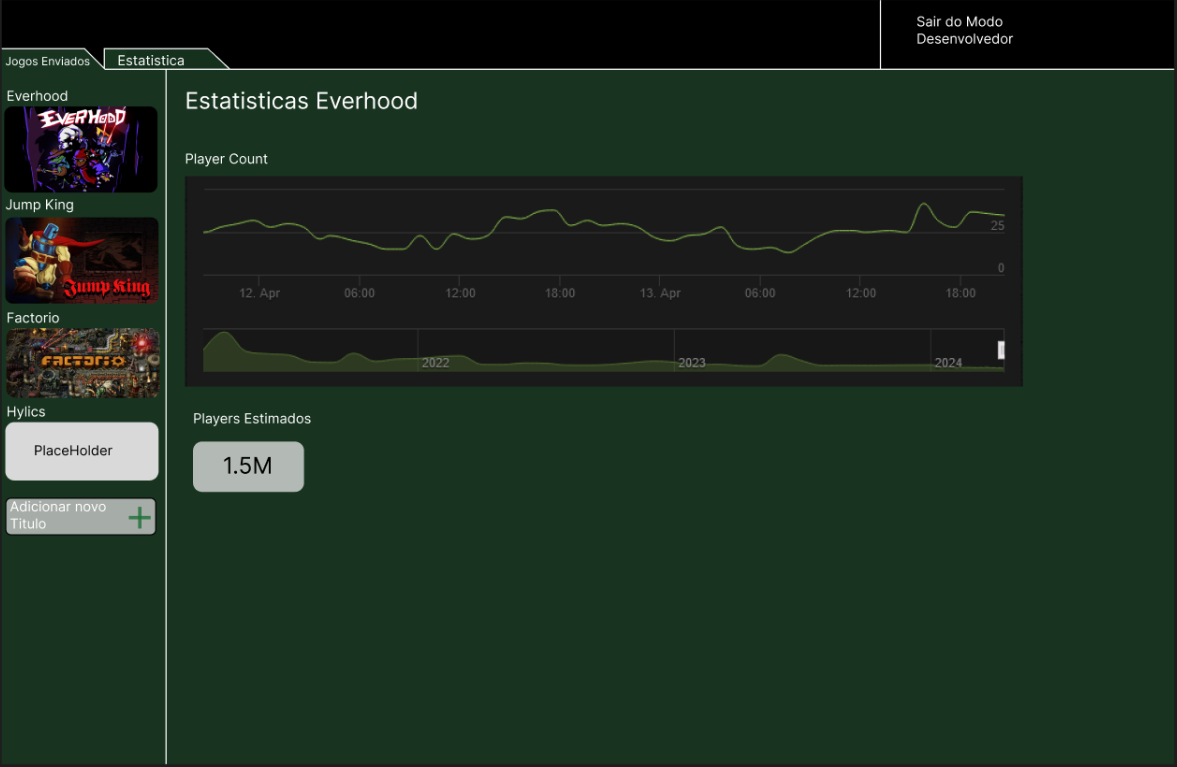 Sair do Modo
Desenvolvedor
Jogos Enviados
Estatistica
Everhood
EVERHOOD
Jump King
Jump King
Factorio
FACTORIO
Hylics
PlaceHolder
Adicionar novo
Titulo
Estatisticas Everhood
Player Count
25
0
12. Apr 06:00 12:00 18:00 13. Apr 06:00 12:00 18:00
2022 2023 2024
Players Estimados
1.5M